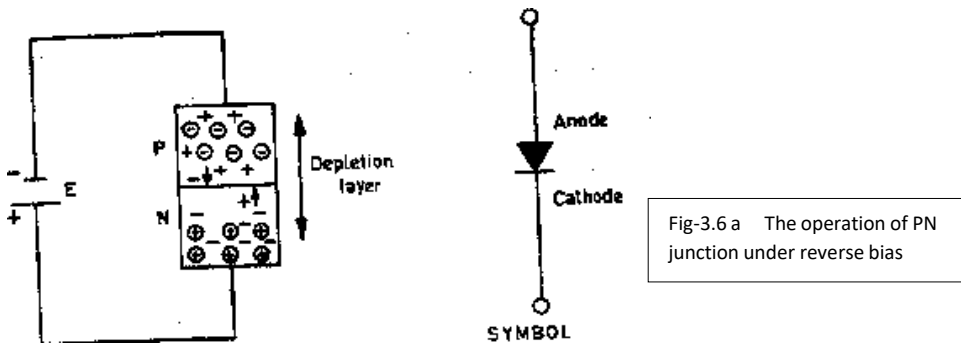 P
Depletion
layer
-
E
+
N
SYMBOL
Anode
Cathode
Fig-3.6 a The operation of PN
junction under reverse bias